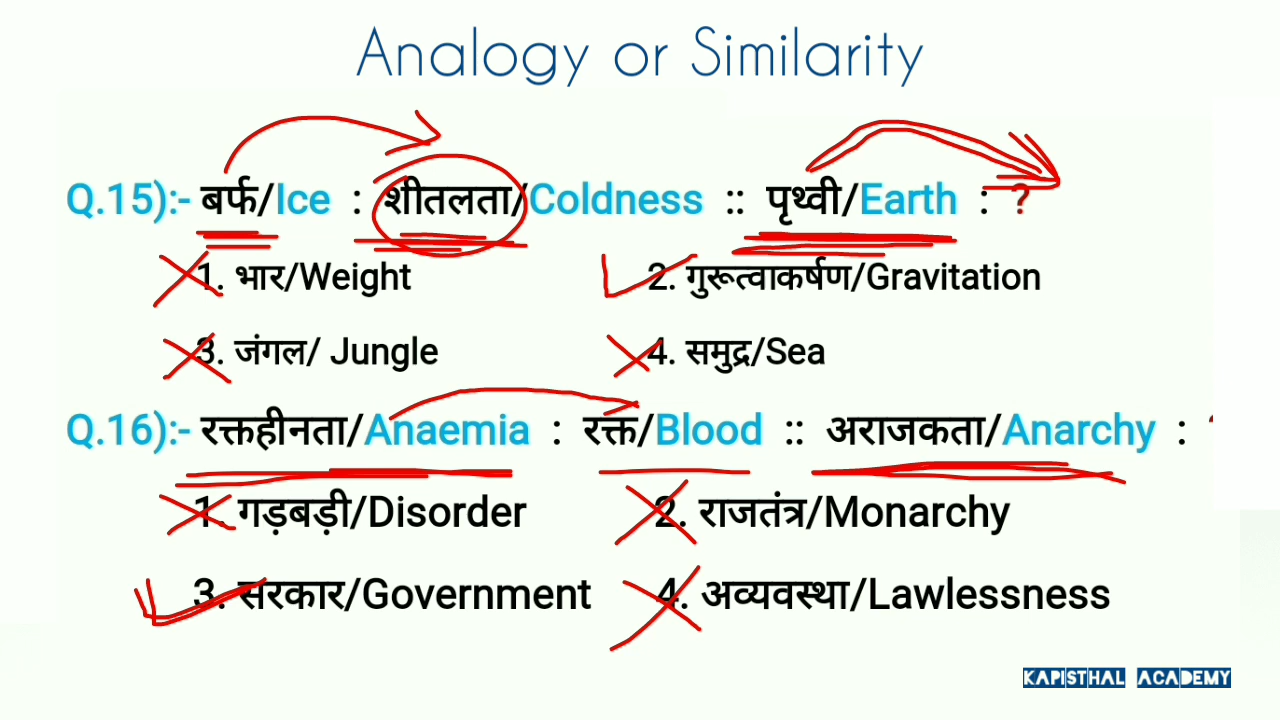 Analogy or Similarity
Q.15):- बर्फ/Ice : शीतलता/Coldness :: पृथ्वी/Earth : ?
1. भार/Weight 2. गुरूत्वाकर्षण/Gravitation
3. जंगल/ Jungle 4. समुद्र/Sea
Q.16):- रक्तहीनता/Anaemia : रक्त/Blood :: अराजकता/Anarchy :
1. गड़बड़ी/Disorder 2. राजतंत्र/Monarchy
3. सरकार/Government 4. अव्यवस्था/Lawlessness
KAPISTHAL ACADEMY